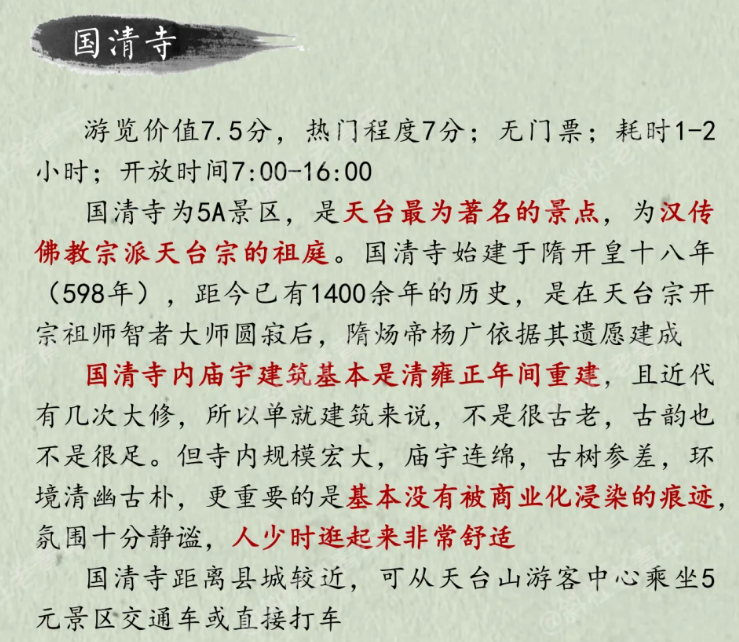 国清寺
游览价值7.5分，热门程度7分；无门票；耗时1-2
小时；开放时间7:00-16:00
国清寺为5A景区，是天台最为著名的景点，为汉传
佛教宗派天台宗的祖庭。国清寺始建于隋开皇十八年
（598年），距今已有1400余年的历史，是在天台宗开
宗祖师智者大师圆寂后，隋炀帝杨广依据其遗愿建成
国清寺内庙宇建筑基本是清雍正年间重建，且近代
有几次大修，所以单就建筑来说，不是很古老，古韵也
不是很足。但寺内规模宏大，庙宇连绵，古树参差，环
境清幽古朴，更重要的是基本没有被商业化浸染的痕迹，
氛围十分静谧，人少时逛起来非常舒适
国清寺距离县城较近，可从天台山游客中心乘坐5
元景区交通车或直接打车